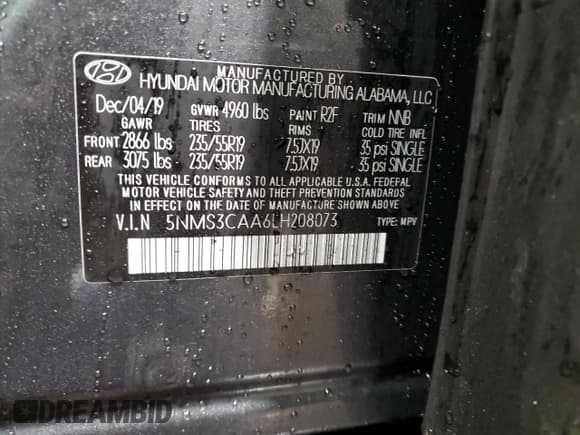 MANUFACTURED BY
HYUNDAI MOTOR MANUFACTURING ALABAMA, LLC
Dec/04/19 GVWR 4960 lbs PAINT R2F TRIM NNB
GAWR TIRES RIMS COLD TIRE INFL
FRONT 2866 lbs 235/55R19 7.5JX19 35 psi SINGLE
REAR 3075 lbs 235/55R19 7.5JX19 35 psi SINGLE
THIS VEHICLE CONFORMS TO ALL APPLICABLE U.S.A. FEDERAL
MOTOR VEHICLE SAFETY AND THEFT PREVENTION STANDARDS
IN EFFECT ON THE DATE OF MANUFACTURE SHOWN ABOVE
V.I.N 5NMS3CAA6LH208073 TYPE: MPV
DREAMBID